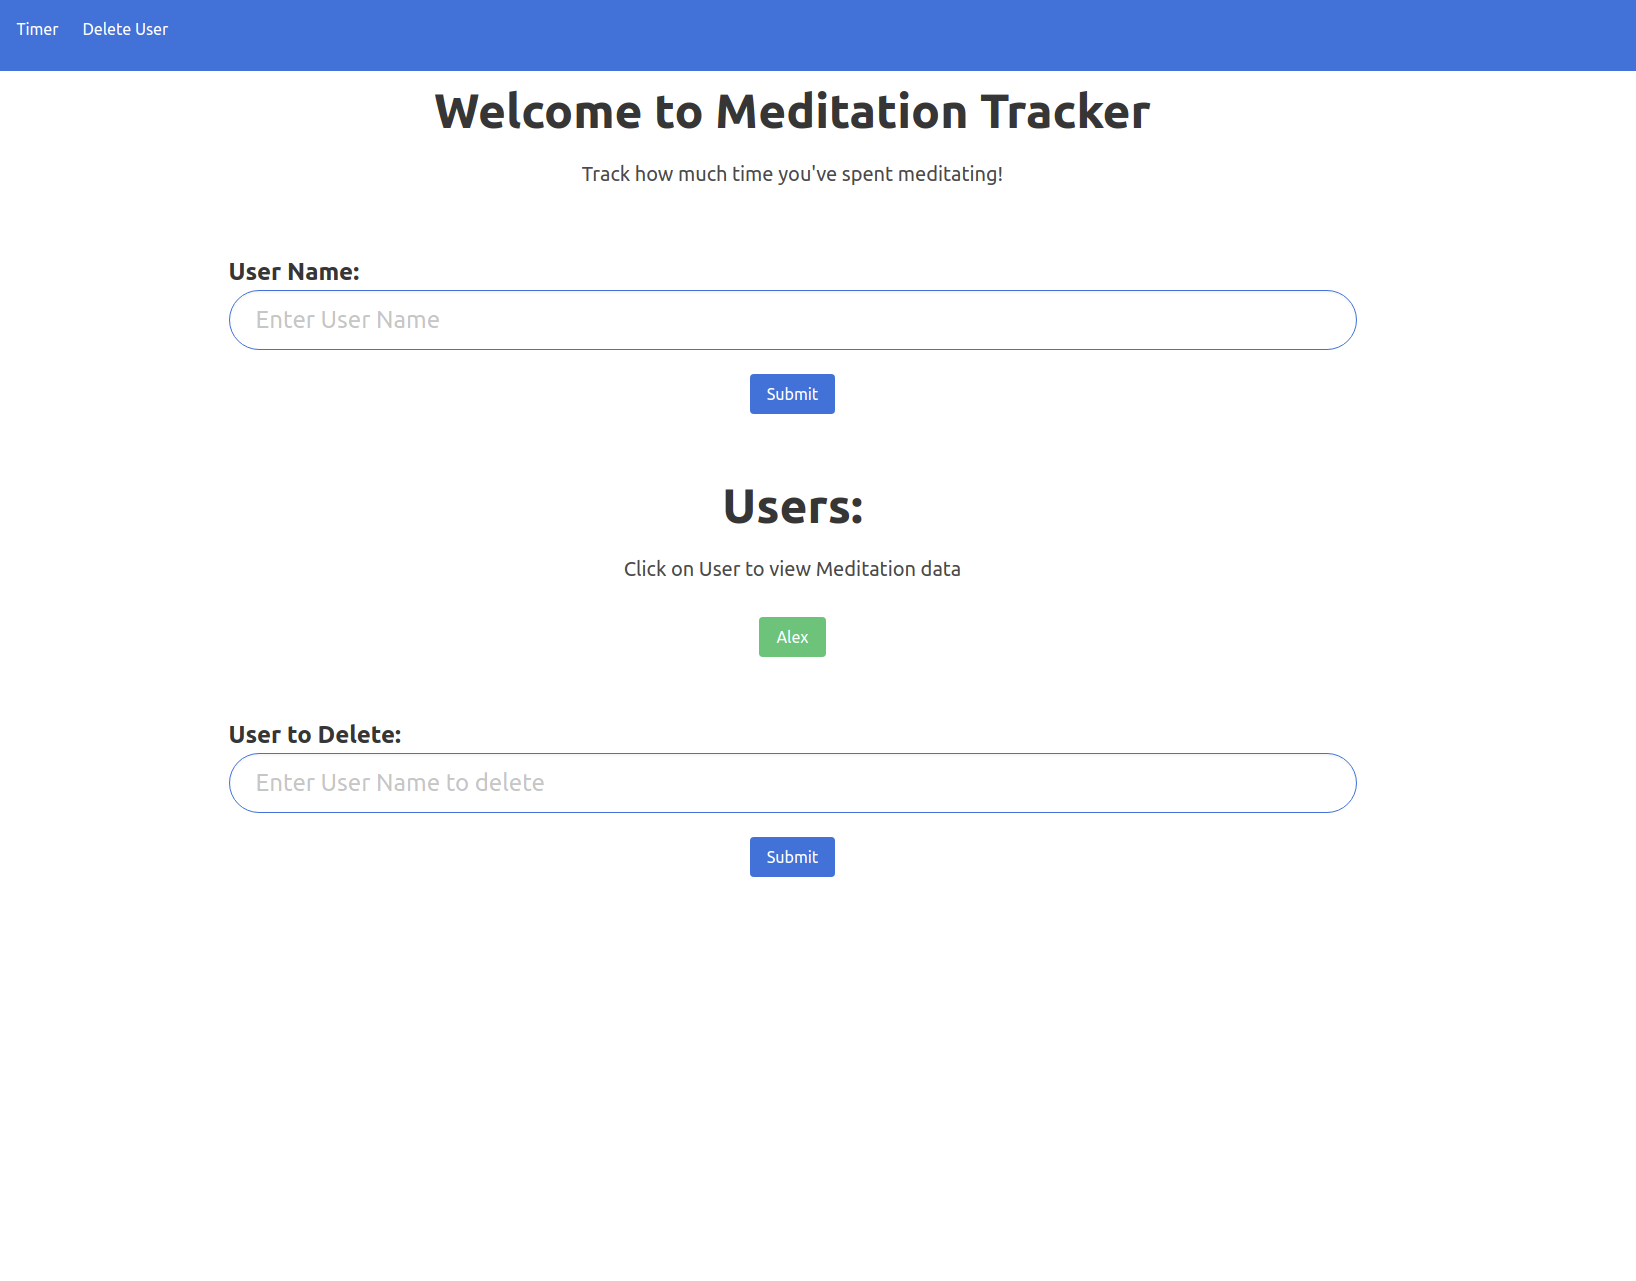 Timer Delete User
Welcome to Meditation Tracker
Track how much time you've spent meditating!
User Name:
Enter User Name
Submit
Users:
Click on User to view Meditation data
Alex
User to Delete:
Enter User Name to delete
Submit